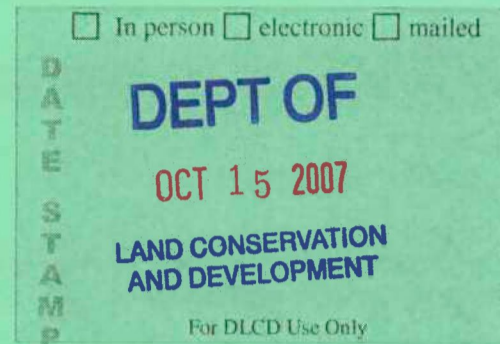 ☐ In person ☐ electronic ☐ mailed
DATE STAMP
DEPT OF
OCT 15 2007
LAND CONSERVATION
AND DEVELOPMENT
For DLCD Use Only